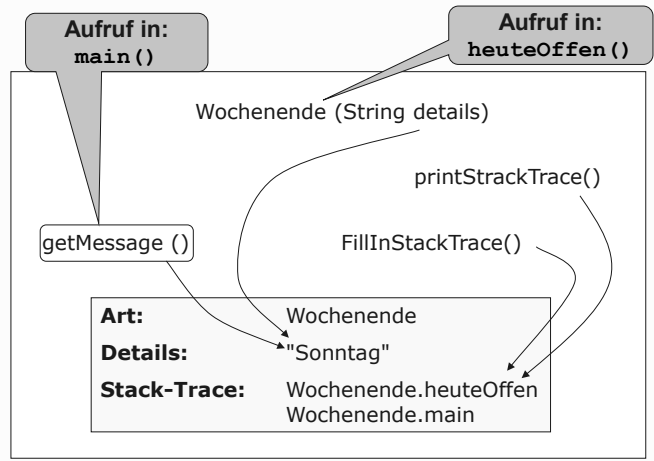 Aufruf in:
main()
Aufruf in:
heuteOffen()
Wochenende (String details)
printStrackTrace()
getMessage ()
FillInStackTrace()
Art: Wochenende
Details: "Sonntag"
Stack-Trace: Wochenende.heuteOffen
Wochenende.main